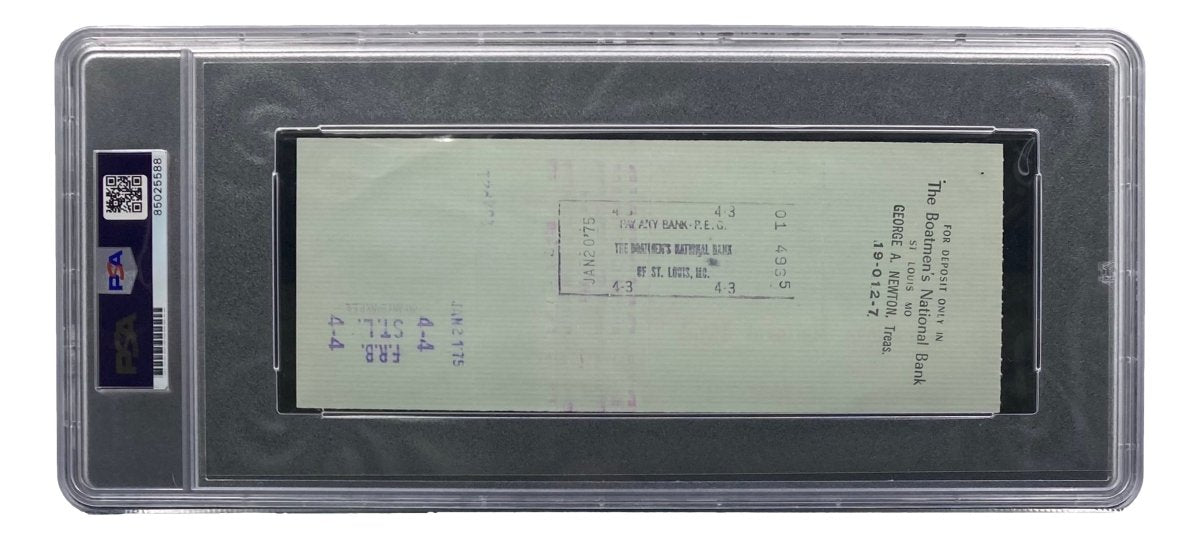 85025588
PSA
PSA
FOR DEPOSIT ONLY IN
The Boatmen's National Bank
ST LOUIS MO
GEORGE A. NEWTON, Treas.
19-012-7
4-3 4-3
PAY ANY BANK - P.E.G.
THE BOATMEN'S NATIONAL BANK
OF ST. LOUIS, MO.
4-3 4-3
JAN20'75
01 4935
JAN2175
4-4
STL.
F.R.B.
4-4